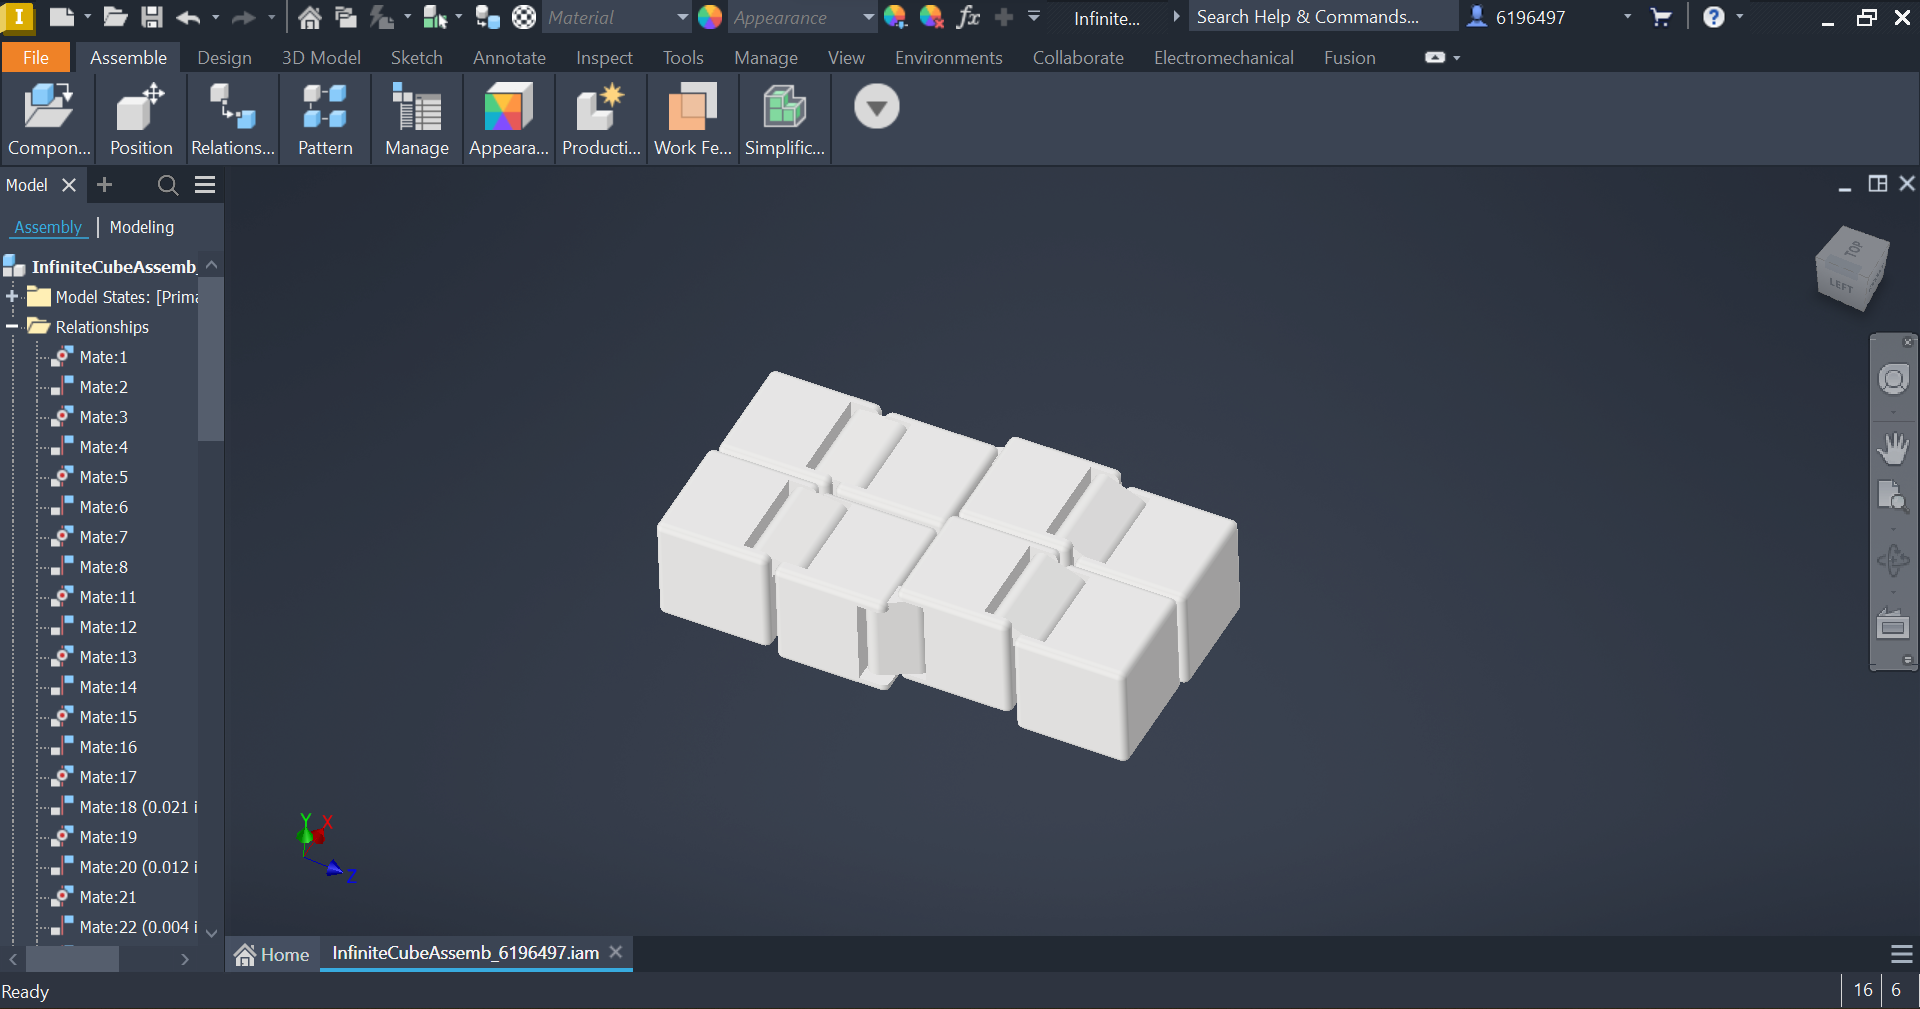 I
Material
Appearance
fx
Infinite...
Search Help & Commands...
6196497
?
File
Assemble
Design
3D Model
Sketch
Annotate
Inspect
Tools
Manage
View
Environments
Collaborate
Electromechanical
Fusion
Compon...
Position
Relations...
Pattern
Manage
Appeara...
Producti...
Work Fe...
Simplific...
Model
Assembly
Modeling
InfiniteCubeAssemb_
Model States: [Prima
Relationships
Mate:1
Mate:2
Mate:3
Mate:4
Mate:5
Mate:6
Mate:7
Mate:8
Mate:11
Mate:12
Mate:13
Mate:14
Mate:15
Mate:16
Mate:17
Mate:18 (0.021 i
Mate:19
Mate:20 (0.012 i
Mate:21
Mate:22 (0.004 i
TOP
LEFT
Y
X
Z
Home
InfiniteCubeAssemb_6196497.iam
Ready
16
6